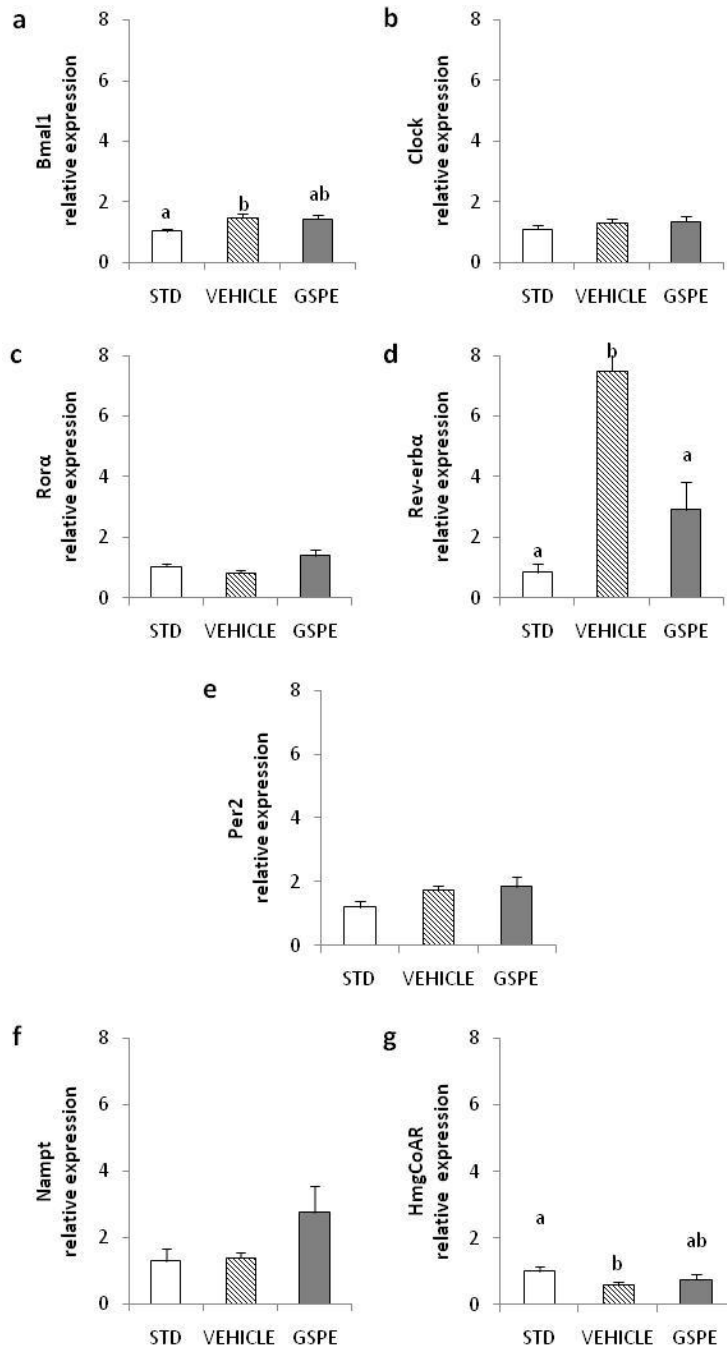 a
Bmal1
relative expression
8
6
4
2
0
a
b
ab
STD VEHICLE GSPE
b
Clock
relative expression
8
6
4
2
0
STD VEHICLE GSPE
c
Rorα
relative expression
8
6
4
2
0
STD VEHICLE GSPE
d
Rev-erbα
relative expression
8
6
4
2
0
a
b
a
STD VEHICLE GSPE
e
Per2
relative expression
8
6
4
2
0
STD VEHICLE GSPE
f
Nampt
relative expression
8
6
4
2
0
STD VEHICLE GSPE
g
HmgCoAR
relative expression
8
6
4
2
0
a
b
ab
STD VEHICLE GSPE